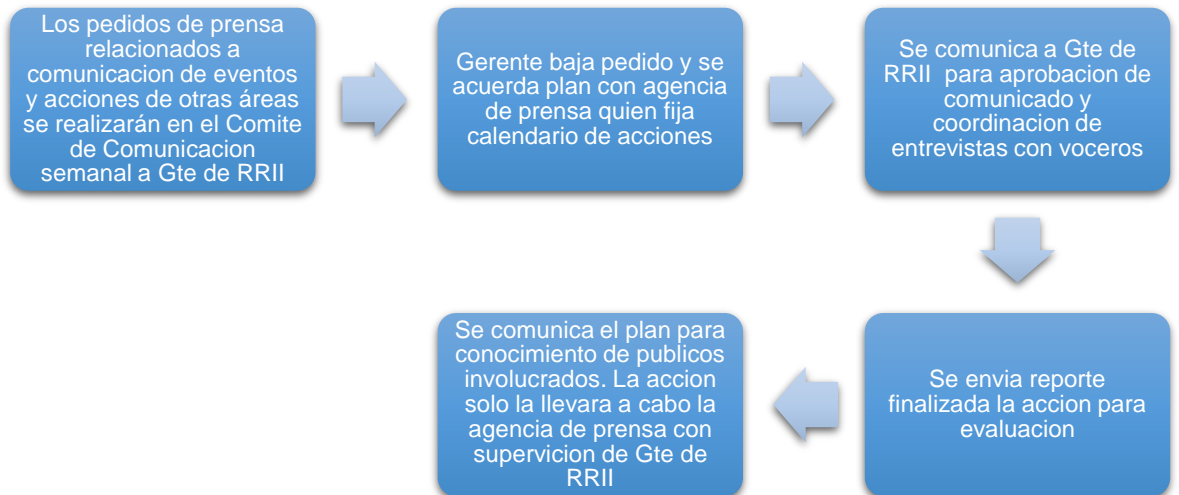 Los pedidos de prensa
relacionados a
comunicacion de eventos
y acciones de otras áreas
se realizarán en el Comite
de Comunicacion
semanal a Gte de RRII
Gerente baja pedido y se
acuerda plan con agencia
de prensa quien fija
calendario de acciones
Se comunica a Gte de
RRII para aprobacion de
comunicado y
coordinacion de
entrevistas con voceros
Se envia reporte
finalizada la accion para
evaluacion
Se comunica el plan para
conocimiento de publicos
involucrados. La accion
solo la llevara a cabo la
agencia de prensa con
supervicion de Gte de
RRII